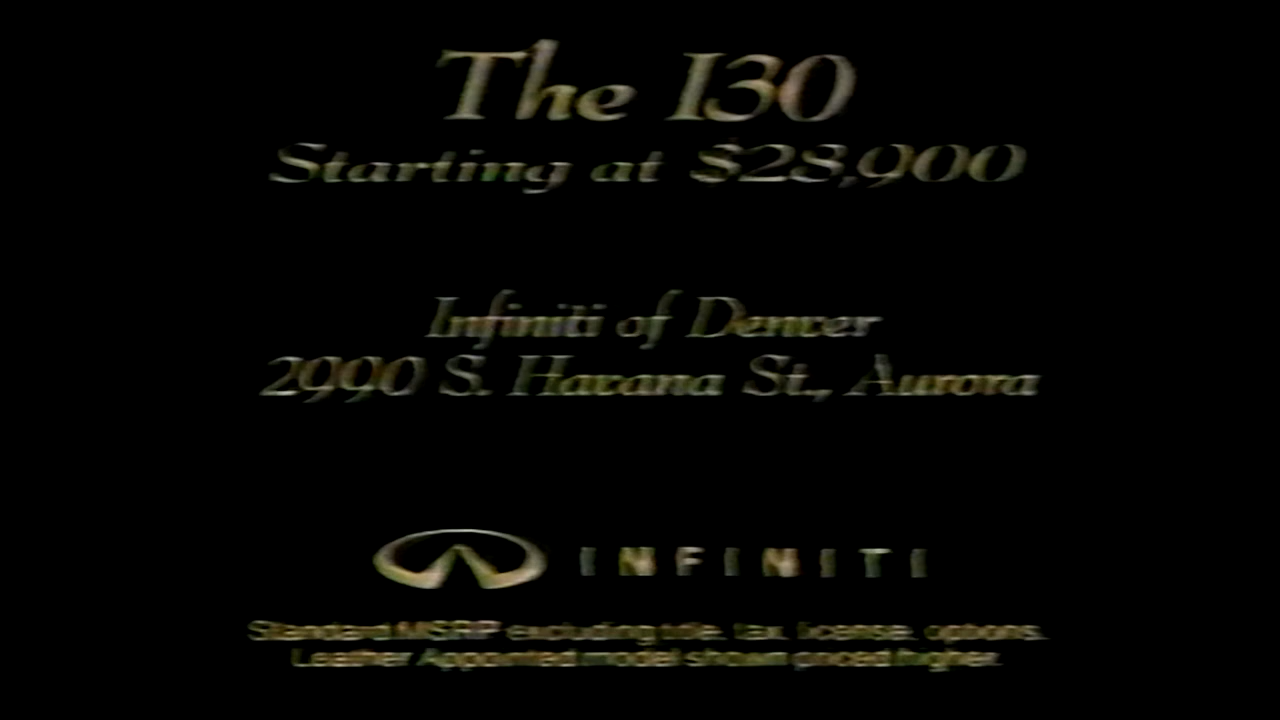 The I30
Starting at $28,900
Infiniti of Denver
2990 S. Havana St., Aurora
INFINITI
Standard MSRP excluding title, tax, license, options.
Leather Appointed model shown priced higher.